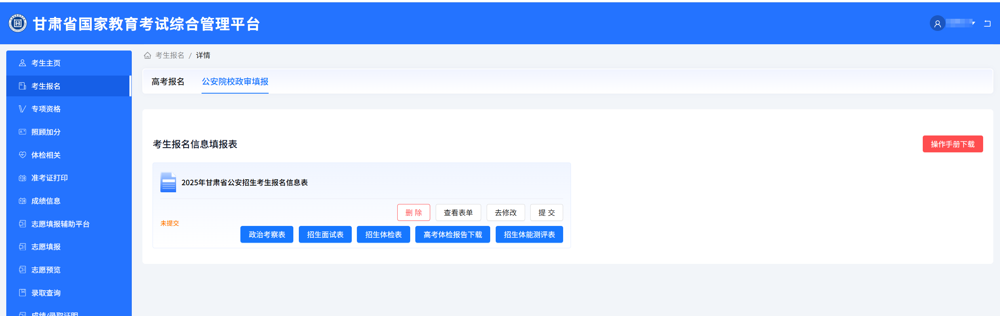 甘肃省国家教育考试综合管理平台
考生主页
考生报名
专项资格
照顾加分
体检相关
准考证打印
成绩信息
志愿填报辅助平台
志愿填报
志愿预览
录取查询
成绩/录取证明
考生报名 / 详情
高考报名 公安院校政审填报
考生报名信息填报表
操作手册下载
2025年甘肃省公安招生考生报名信息表
未提交
删 除 查看表单 去修改 提 交
政治考察表 招生面试表 招生体检表 高考体检报告下载 招生体能测评表